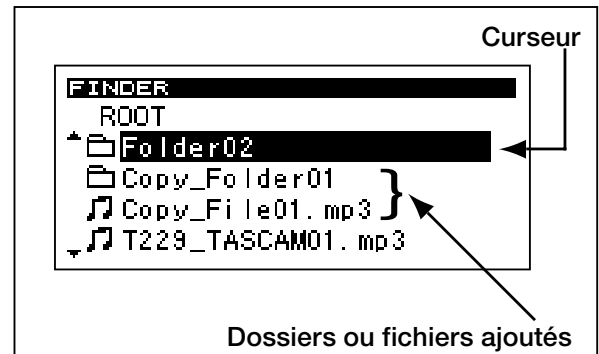 Curseur
FINDER
ROOT
Folder02
Copy_Folder01
Copy_File01.mp3
T229_TASCAM01.mp3
Dossiers ou fichiers ajoutés